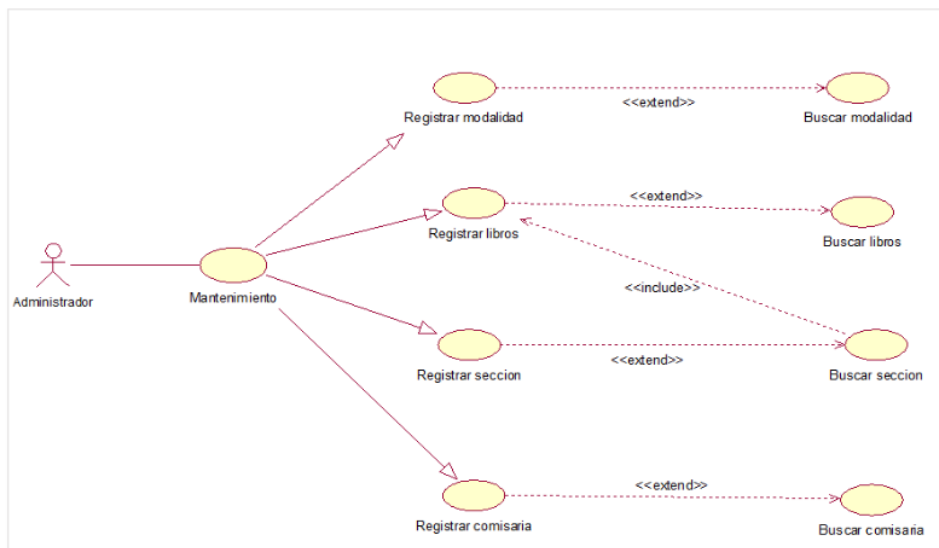 <<extend>>
Registrar modalidad
Buscar modalidad
<<extend>>
Registrar libros
Buscar libros
<<include>>
Administrador
Mantenimiento
<<extend>>
Registrar seccion
Buscar seccion
<<extend>>
Registrar comisaria
Buscar comisaria